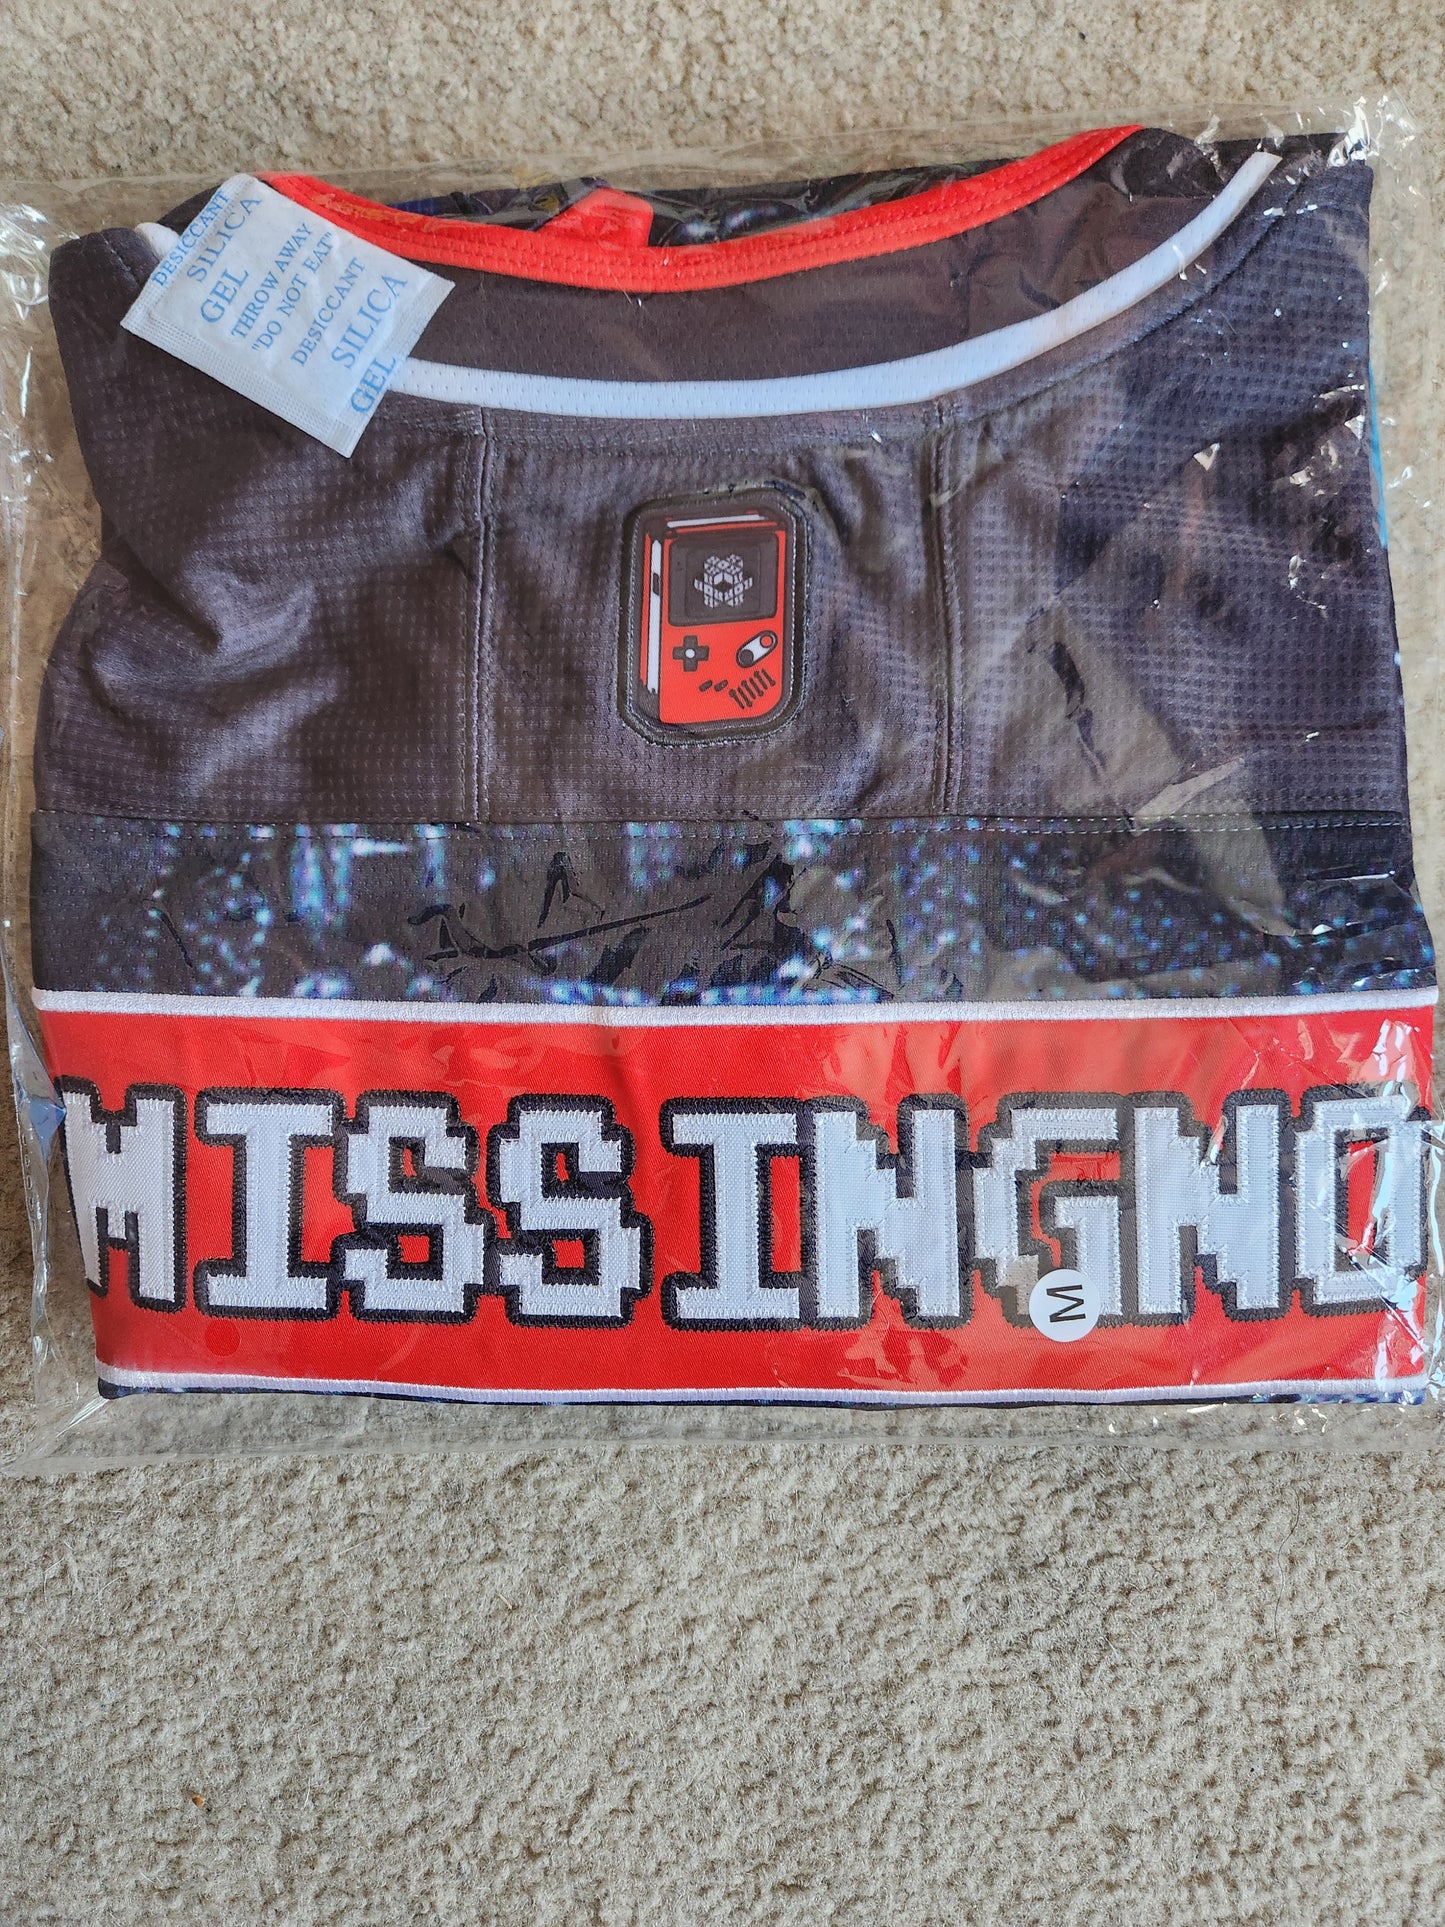 DESICCANT
SILICA
GEL
THROW AWAY
"DO NOT EAT"
DESICCANT
SILICA
GEL
MISSINGNO
M